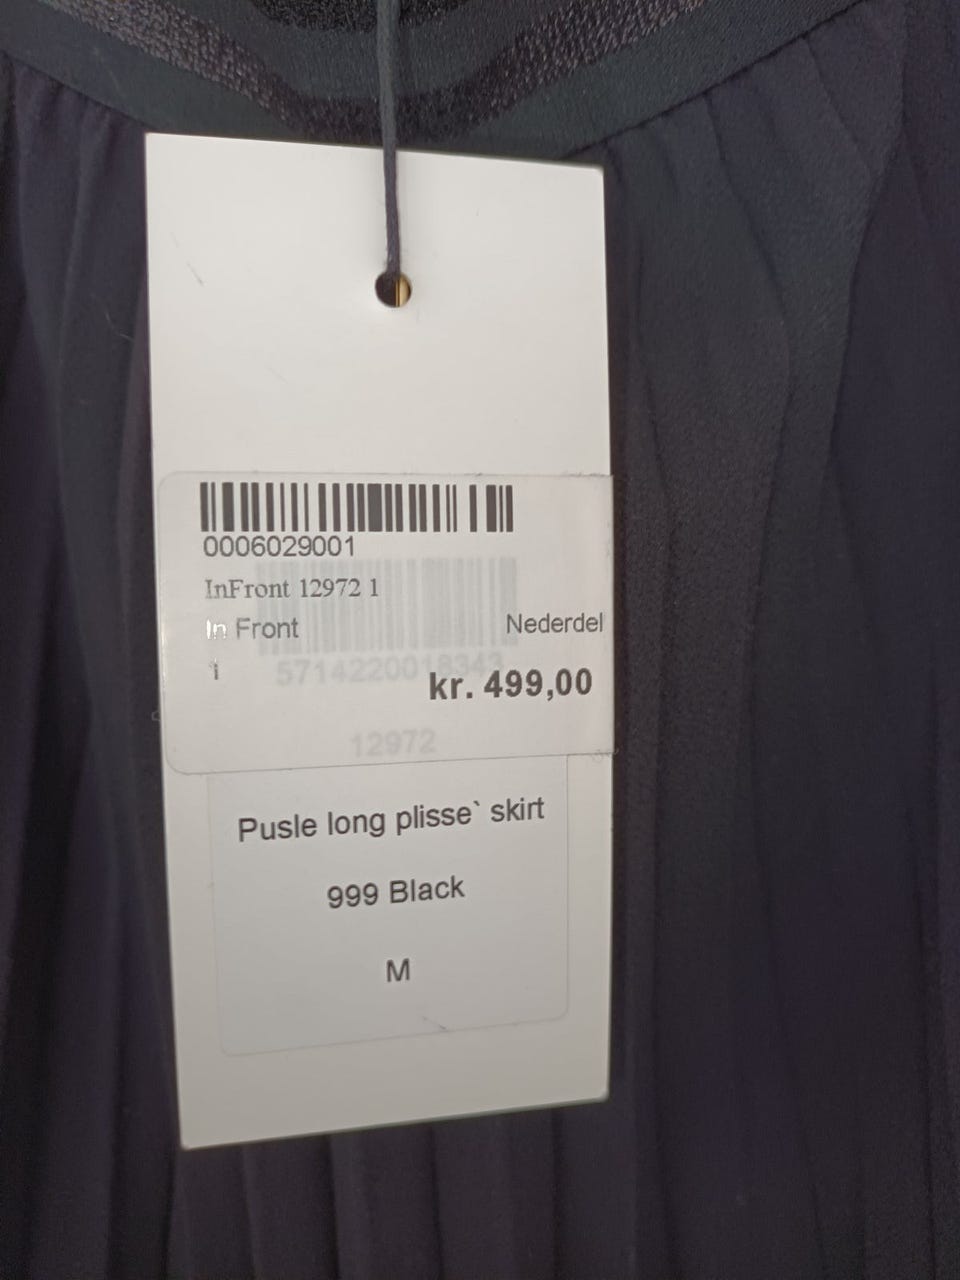 0006029001
InFront 12972 1
In Front Nederdel
1
5714220018343
kr. 499,00
12972
Pusle long plisse` skirt
999 Black
M